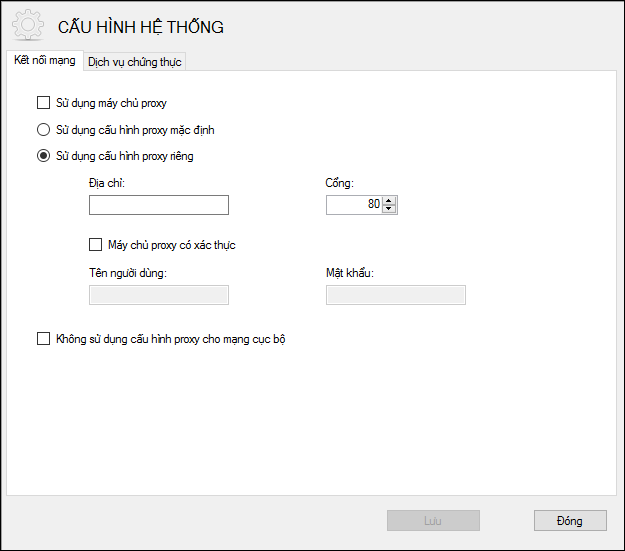 CẤU HÌNH HỆ THỐNG
Kết nối mạng
Dịch vụ chứng thực
Sử dụng máy chủ proxy
Sử dụng cấu hình proxy mặc định
Sử dụng cấu hình proxy riêng
Địa chỉ:
Cổng:
80
Máy chủ proxy có xác thực
Tên người dùng:
Mật khẩu:
Không sử dụng cấu hình proxy cho mạng cục bộ
Lưu
Đóng